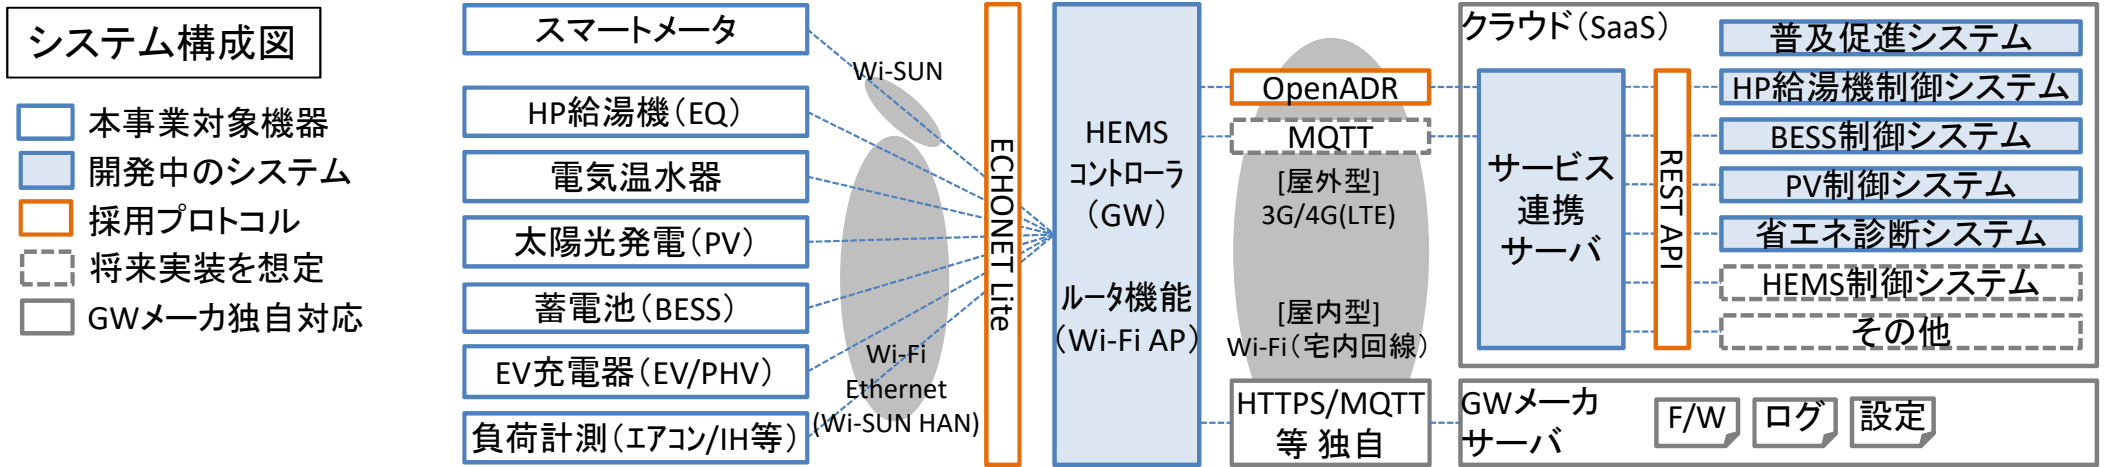 システム構成図
本事業対象機器
開発中のシステム
採用プロトコル
将来実装を想定
GWメーカ独自対応
スマートメータ
HP給湯機（EQ）
電気温水器
太陽光発電（PV）
蓄電池（BESS）
EV充電器（EV/PHV）
負荷計測（ｴｱｺﾝ/IH等）
Wi-SUN
Wi-Fi
Ethernet
(Wi-SUN HAN)
ECHONET Lite
HEMS
ｺﾝﾄﾛｰﾗ
（GW）
ﾙｰﾀ機能
（Wi-Fi AP）
OpenADR
MQTT
[屋外型]
3G/4G(LTE)
[屋内型]
Wi-Fi（宅内回線）
HTTPS/MQTT
等 独自
クラウド（SaaS）
サービス
連携
サーバ
REST API
普及促進システム
HP給湯機制御システム
BESS制御システム
PV制御システム
省エネ診断システム
HEMS制御システム
その他
GWメーカ
サーバ
F/W
ログ
設定